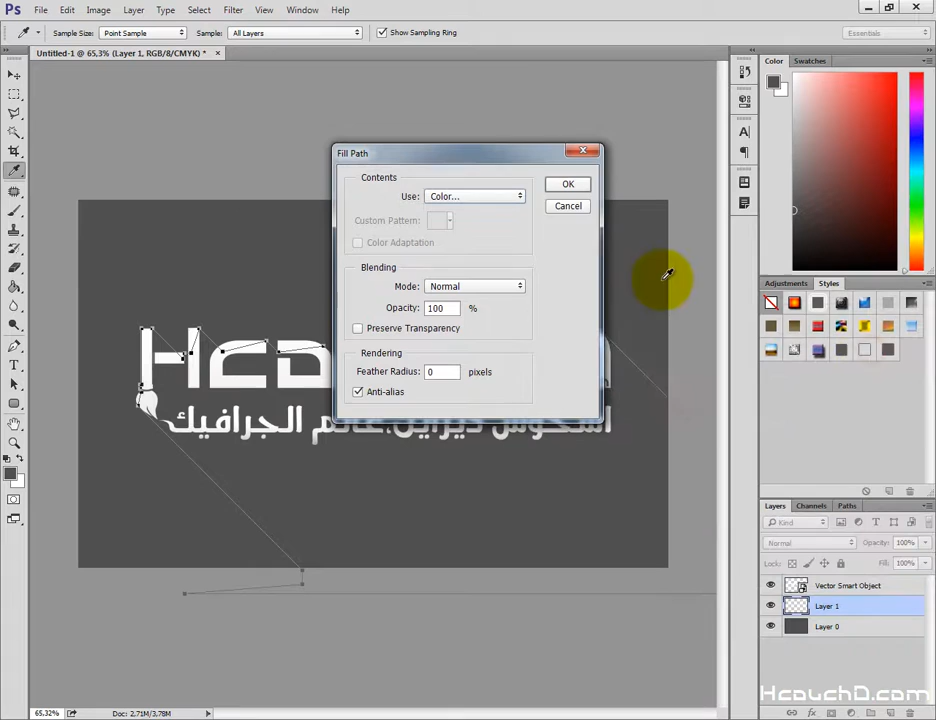 Ps File Edit Image Layer Type Select Filter View Window Help
Sample Size: Point Sample Sample: All Layers Show Sampling Ring Essentials
Untitled-1 @ 65,3% (Layer 1, RGB/8/CMYK) *
Color Swatches
Fill Path
Contents
Use: Color...
OK
Custom Pattern:
Cancel
Color Adaptation
Blending
Mode: Normal
Opacity: 100 %
Preserve Transparency
Rendering
Feather Radius: 0 pixels
Anti-alias
Adjustments Styles
الجرافيك
Layers Channels Paths
Kind
Normal Opacity: 100%
Lock: Fill: 100%
Vector Smart Object
Layer 1
Layer 0
HcouchD.com
65,32% Doc: 2,71M/3,78M